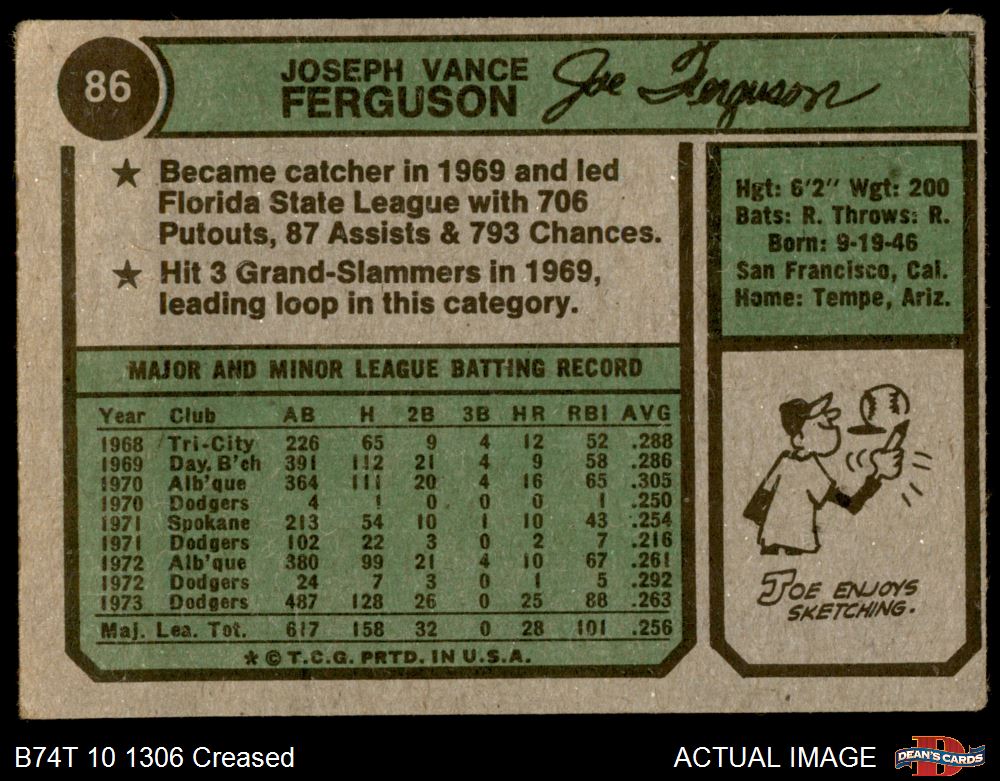 86
JOSEPH VANCE
FERGUSON
Joe Ferguson
★ Became catcher in 1969 and led
Florida State League with 706
Putouts, 87 Assists & 793 Chances.
★ Hit 3 Grand-Slammers in 1969,
leading loop in this category.
Hgt: 6'2" Wgt: 200
Bats: R. Throws: R.
Born: 9-19-46
San Francisco, Cal.
Home: Tempe, Ariz.
MAJOR AND MINOR LEAGUE BATTING RECORD
Year Club AB H 2B 3B HR RBI AVG
1968 Tri-City 226 65 9 4 12 52 .288
1969 Day. B'ch 391 112 21 4 9 58 .286
1970 Alb'que 364 111 20 4 16 65 .305
1970 Dodgers 4 1 0 0 0 1 .250
1971 Spokane 213 54 10 1 10 43 .254
1971 Dodgers 102 22 3 0 2 7 .216
1972 Alb'que 380 99 21 4 10 67 .261
1972 Dodgers 24 7 3 0 1 5 .292
1973 Dodgers 487 128 26 0 25 88 .263
Maj. Lea. Tot. 617 158 32 0 28 101 .256
* © T.C.G. PRTD. IN U.S.A.
JOE ENJOYS
SKETCHING.
B74T 10 1306 Creased
ACTUAL IMAGE
D
DEAN'S CARDS